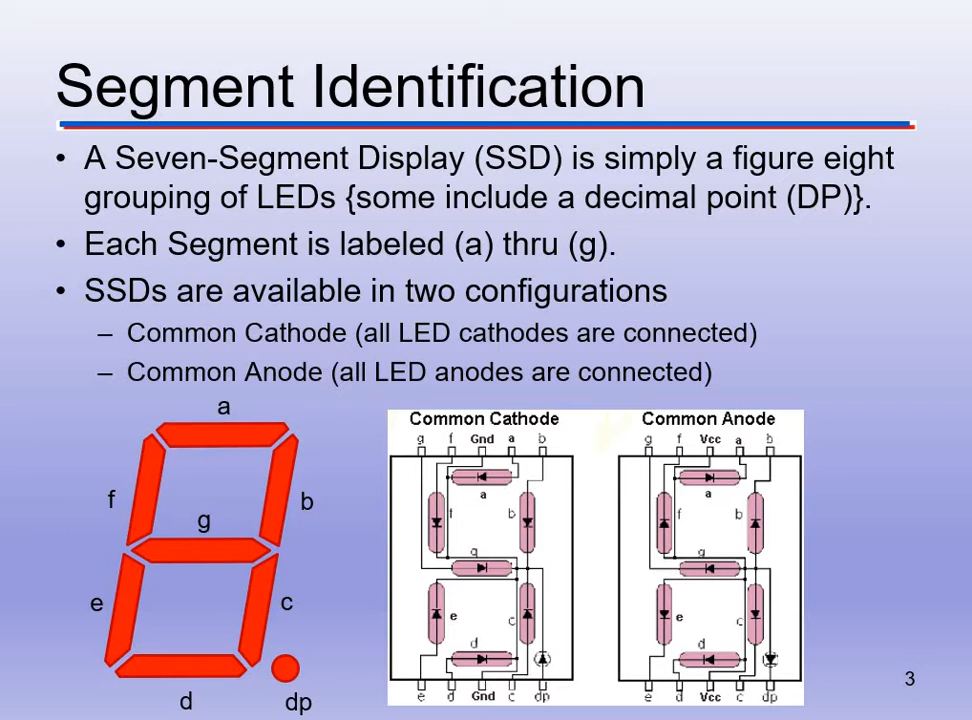 Segment Identification
• A Seven-Segment Display (SSD) is simply a figure eight
grouping of LEDs {some include a decimal point (DP)}.
• Each Segment is labeled (a) thru (g).
• SSDs are available in two configurations
– Common Cathode (all LED cathodes are connected)
– Common Anode (all LED anodes are connected)
a
f
b
g
e
c
d
dp
Common Cathode
g f Gnd a b
a
f b
g
e c
d
e d Gnd c dp
Common Anode
g f Vcc a b
a
f b
g
e c
d
e d Vcc c dp
3